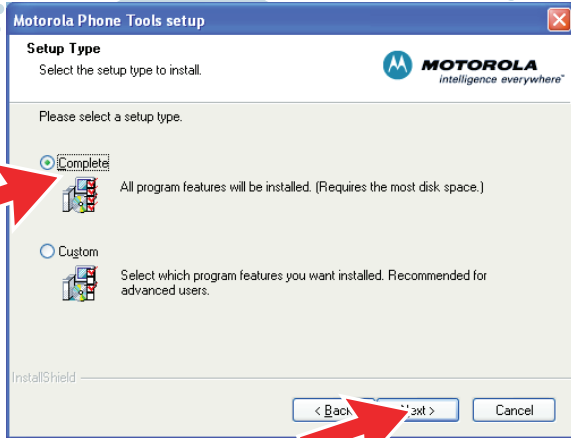 Motorola Phone Tools setup
Setup Type
Select the setup type to install.
MOTOROLA
intelligence everywhere™
Please select a setup type.
Complete
All program features will be installed. (Requires the most disk space.)
Custom
Select which program features you want installed. Recommended for
advanced users.
InstallShield
< Back
>
Cancel